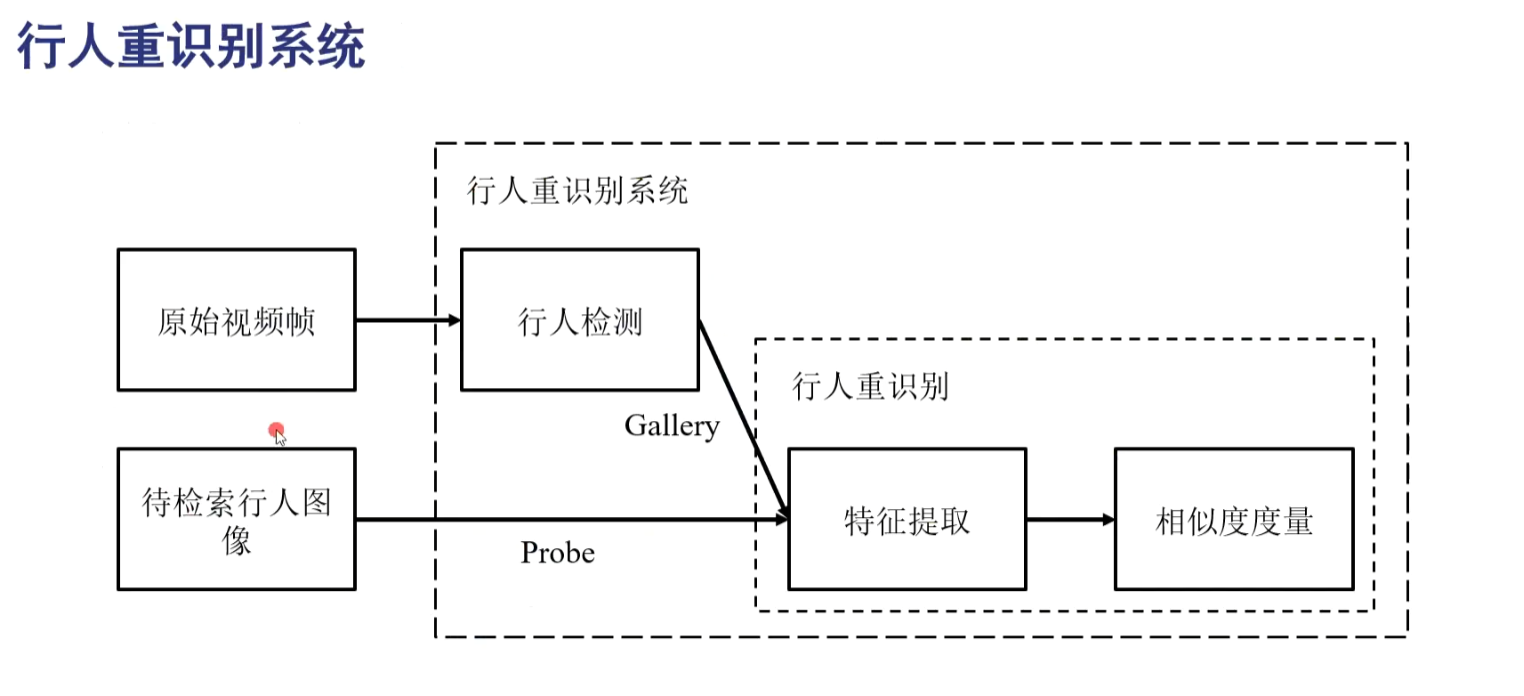 行人重识别系统
行人重识别系统
原始视频帧
行人检测
行人重识别
Gallery
待检索行人图
像
特征提取
相似度度量
Probe